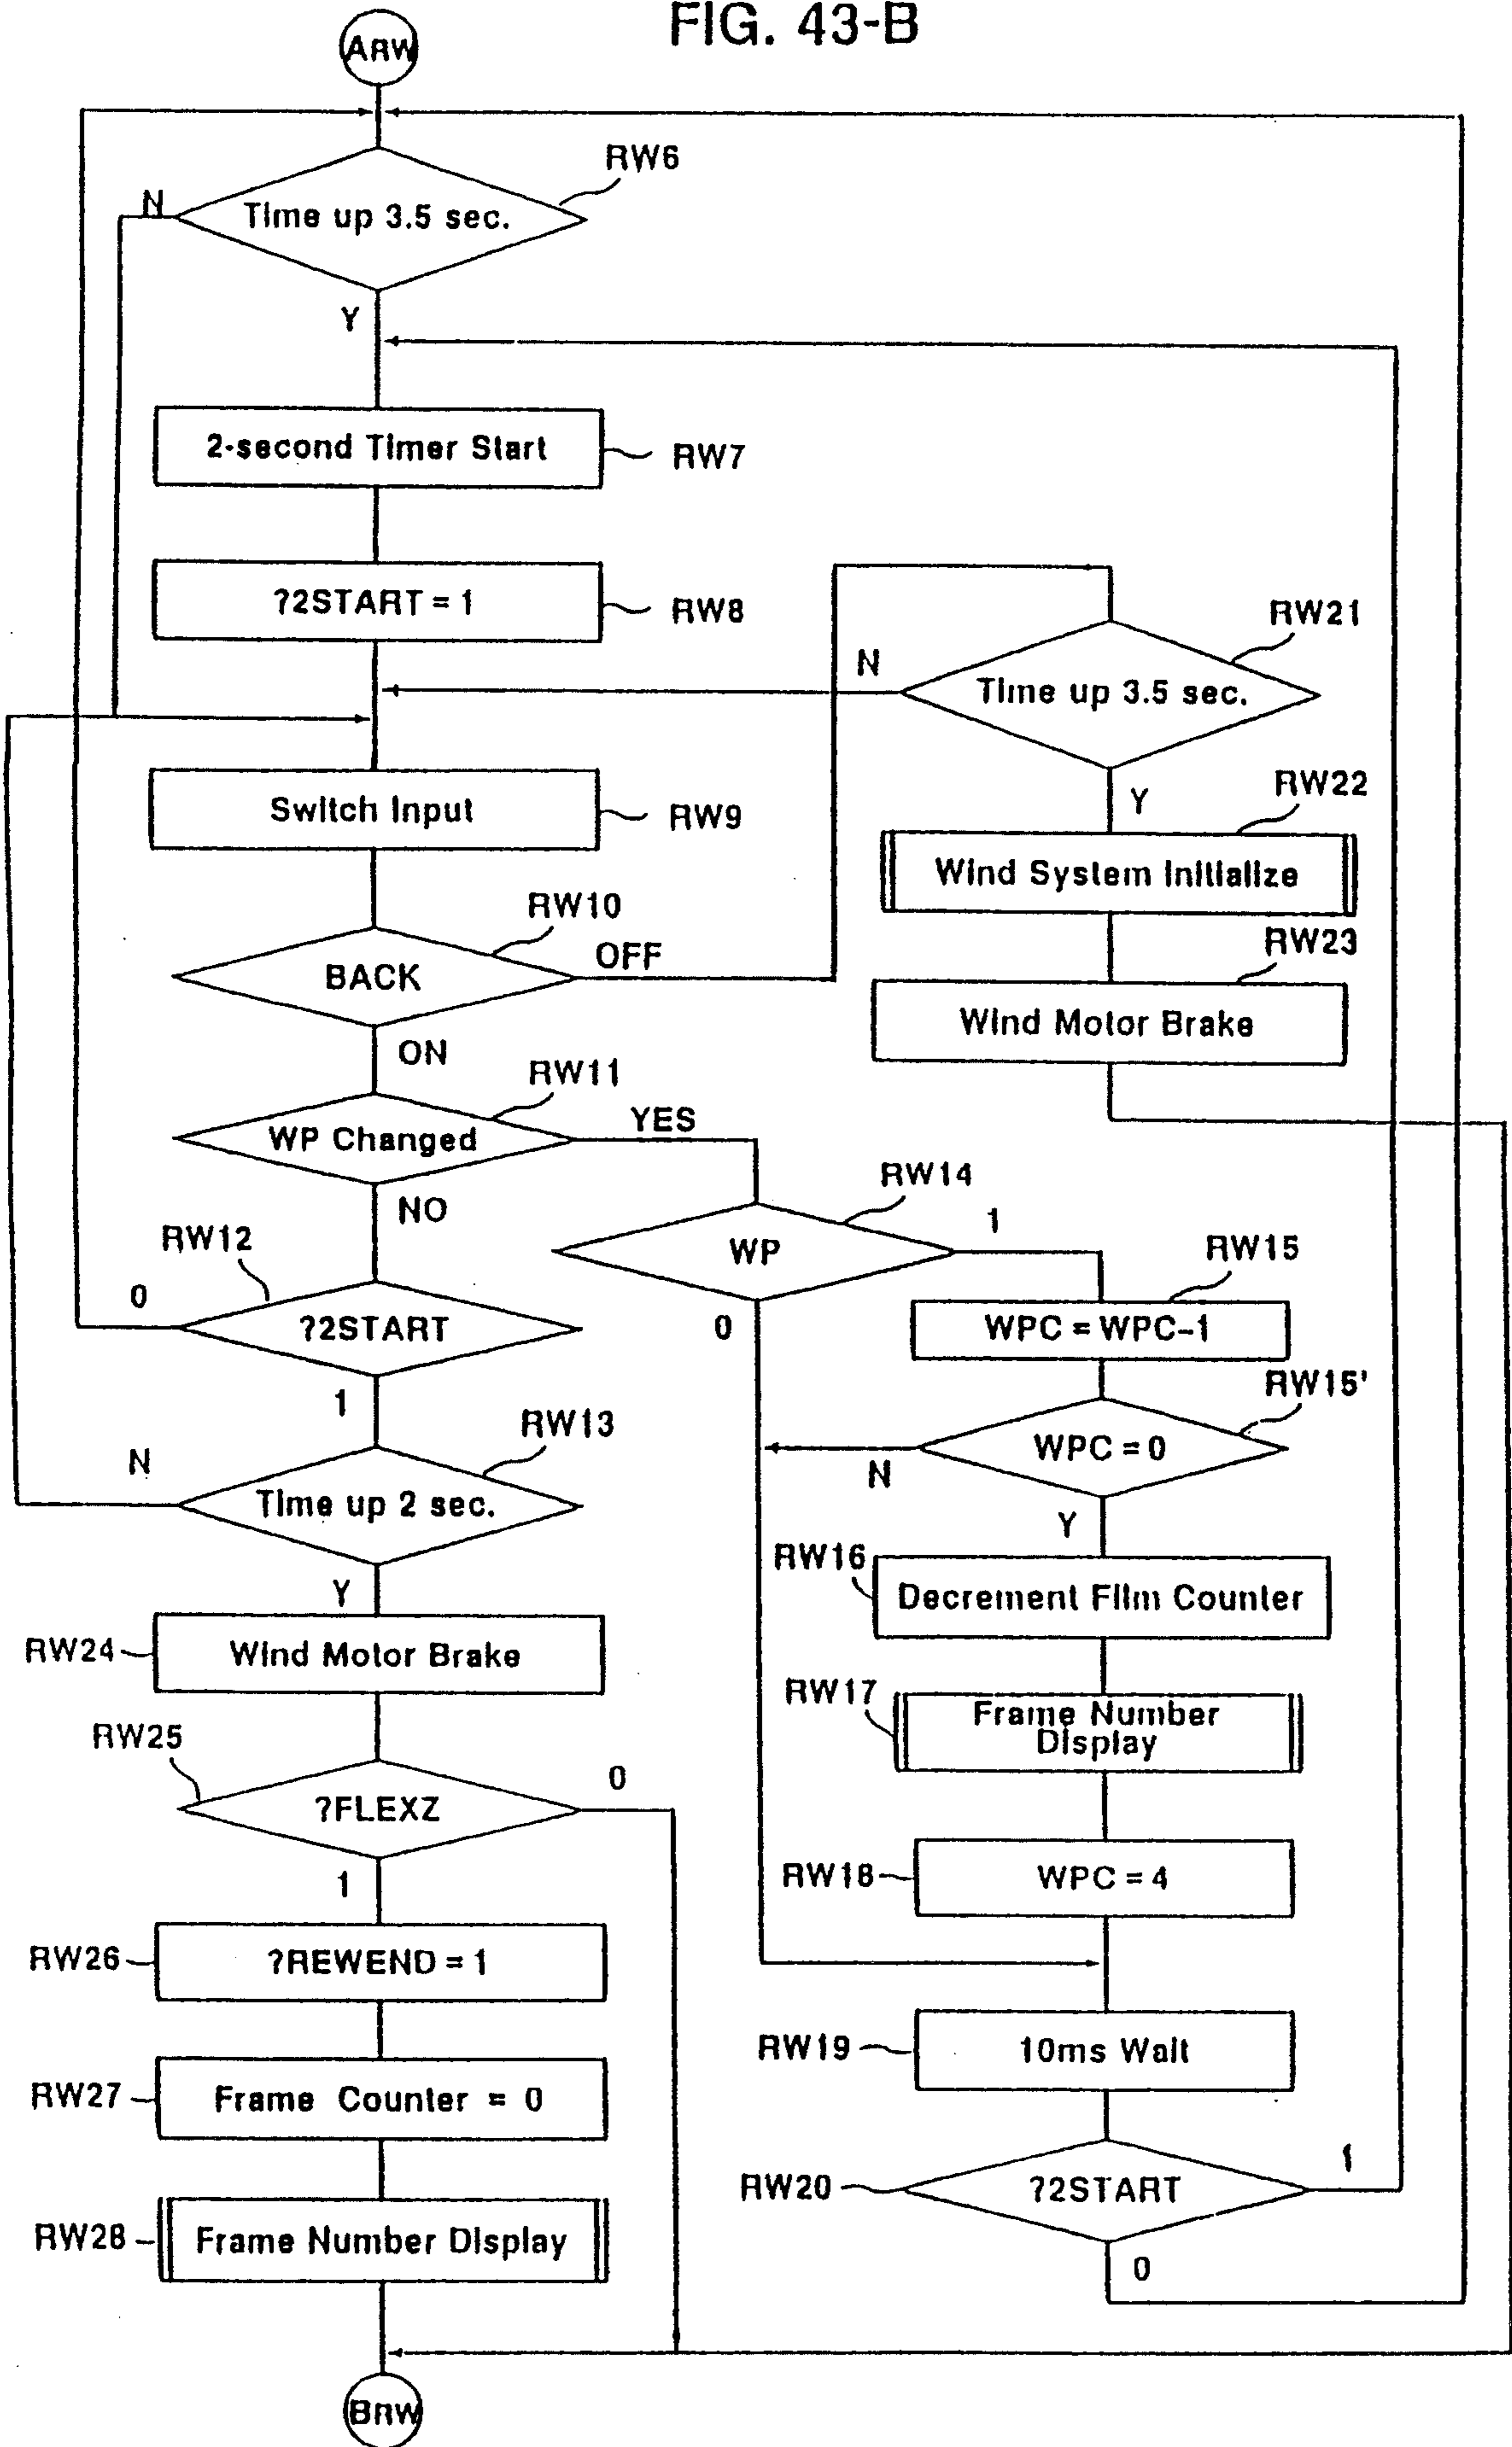 FIG. 43-B
ARW
RW6
N
Time up 3.5 sec.
Y
2-second Timer Start
RW7
?2START = 1
RW8
RW21
N
Time up 3.5 sec.
Y
RW22
Switch Input
RW9
Wind System Initialize
RW10
BACK
OFF
RW23
Wind Motor Brake
ON
RW11
WP Changed
YES
NO
RW14
WP
1
0
RW12
0
?2START
1
RW15
WPC = WPC-1
RW15'
WPC = 0
N
Y
RW13
N
Time up 2 sec.
Y
RW16
Decrement Film Counter
RW24
Wind Motor Brake
RW17
Frame Number
Display
RW25
?FLEXZ
0
1
RW18
WPC = 4
RW26
?REWEND = 1
RW19
10ms Wait
RW27
Frame Counter = 0
RW20
?2START
1
0
RW28
Frame Number Display
BRW